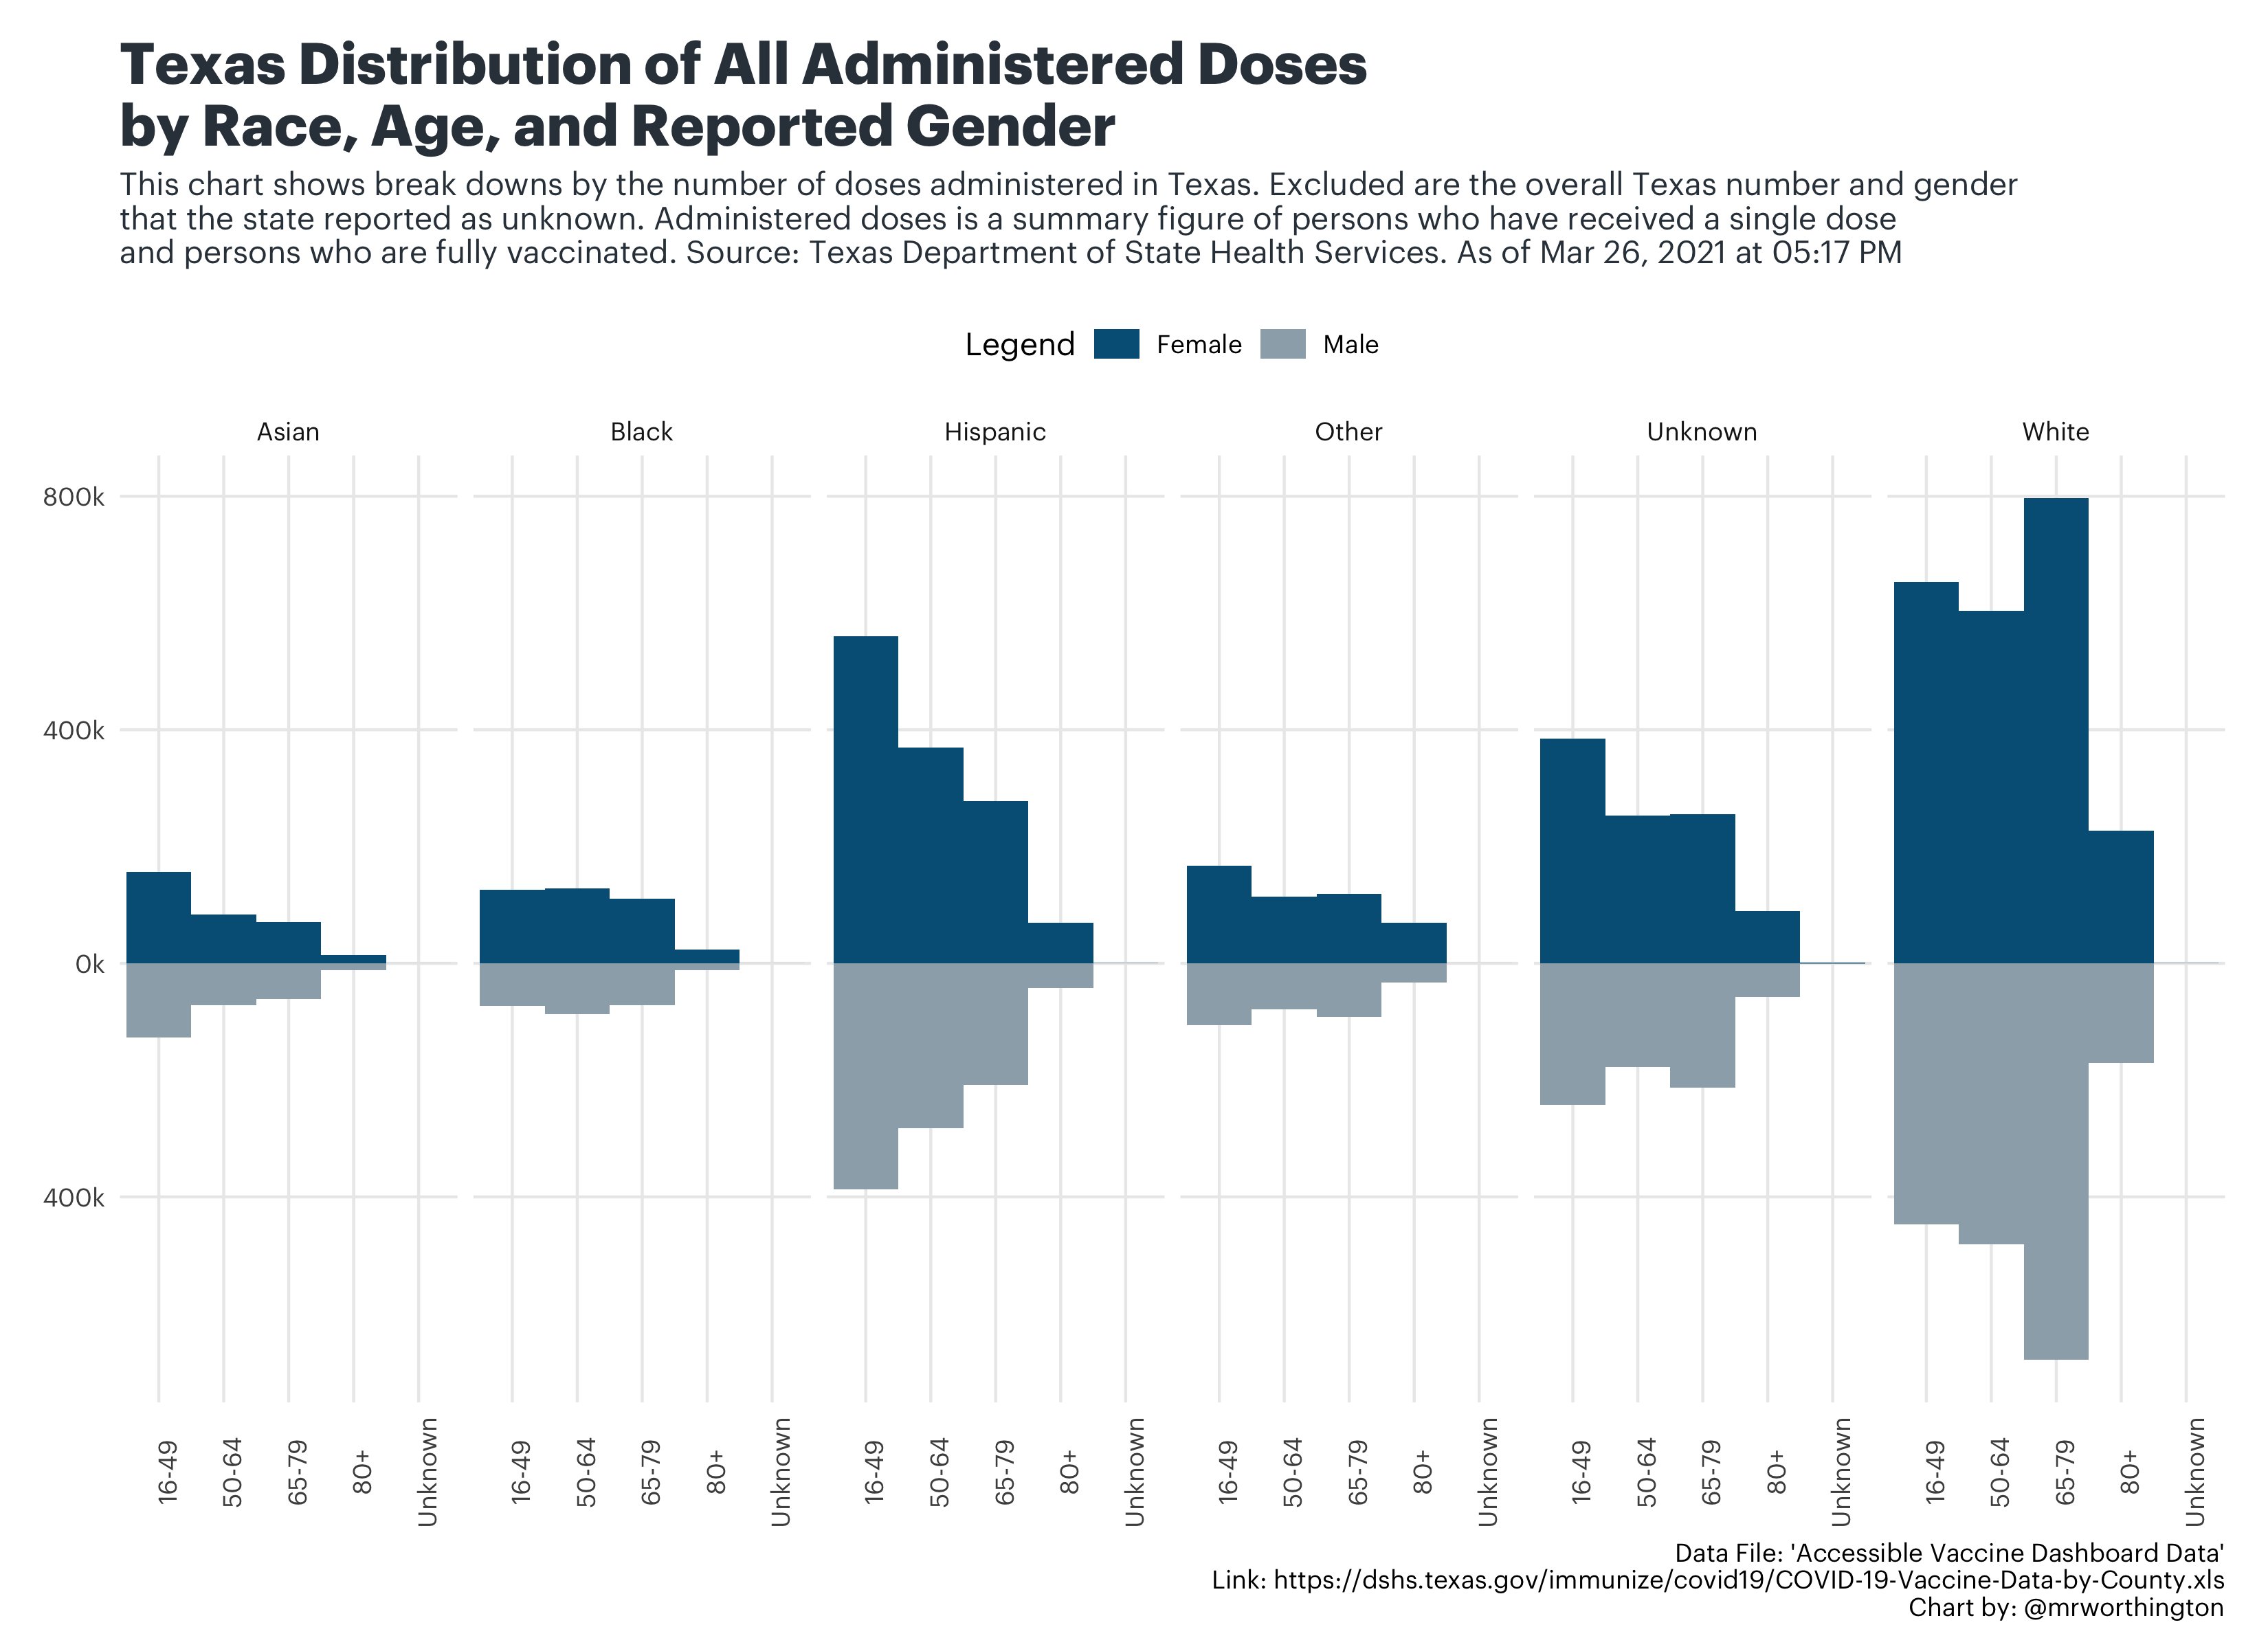 Texas Distribution of All Administered Doses
by Race, Age, and Reported Gender
This chart shows break downs by the number of doses administered in Texas. Excluded are the overall Texas number and gender
that the state reported as unknown. Administered doses is a summary figure of persons who have received a single dose
and persons who are fully vaccinated. Source: Texas Department of State Health Services. As of Mar 26, 2021 at 05:17 PM
Legend Female Male
Asian Black Hispanic Other Unknown White
800k
400k
0k
400k
16-49 50-64 65-79 80+ Unknown 16-49 50-64 65-79 80+ Unknown 16-49 50-64 65-79 80+ Unknown 16-49 50-64 65-79 80+ Unknown 16-49 50-64 65-79 80+ Unknown 16-49 50-64 65-79 80+ Unknown
Data File: 'Accessible Vaccine Dashboard Data'
Link: https://dshs.texas.gov/immunize/covid19/COVID-19-Vaccine-Data-by-County.xls
Chart by: @mrworthington